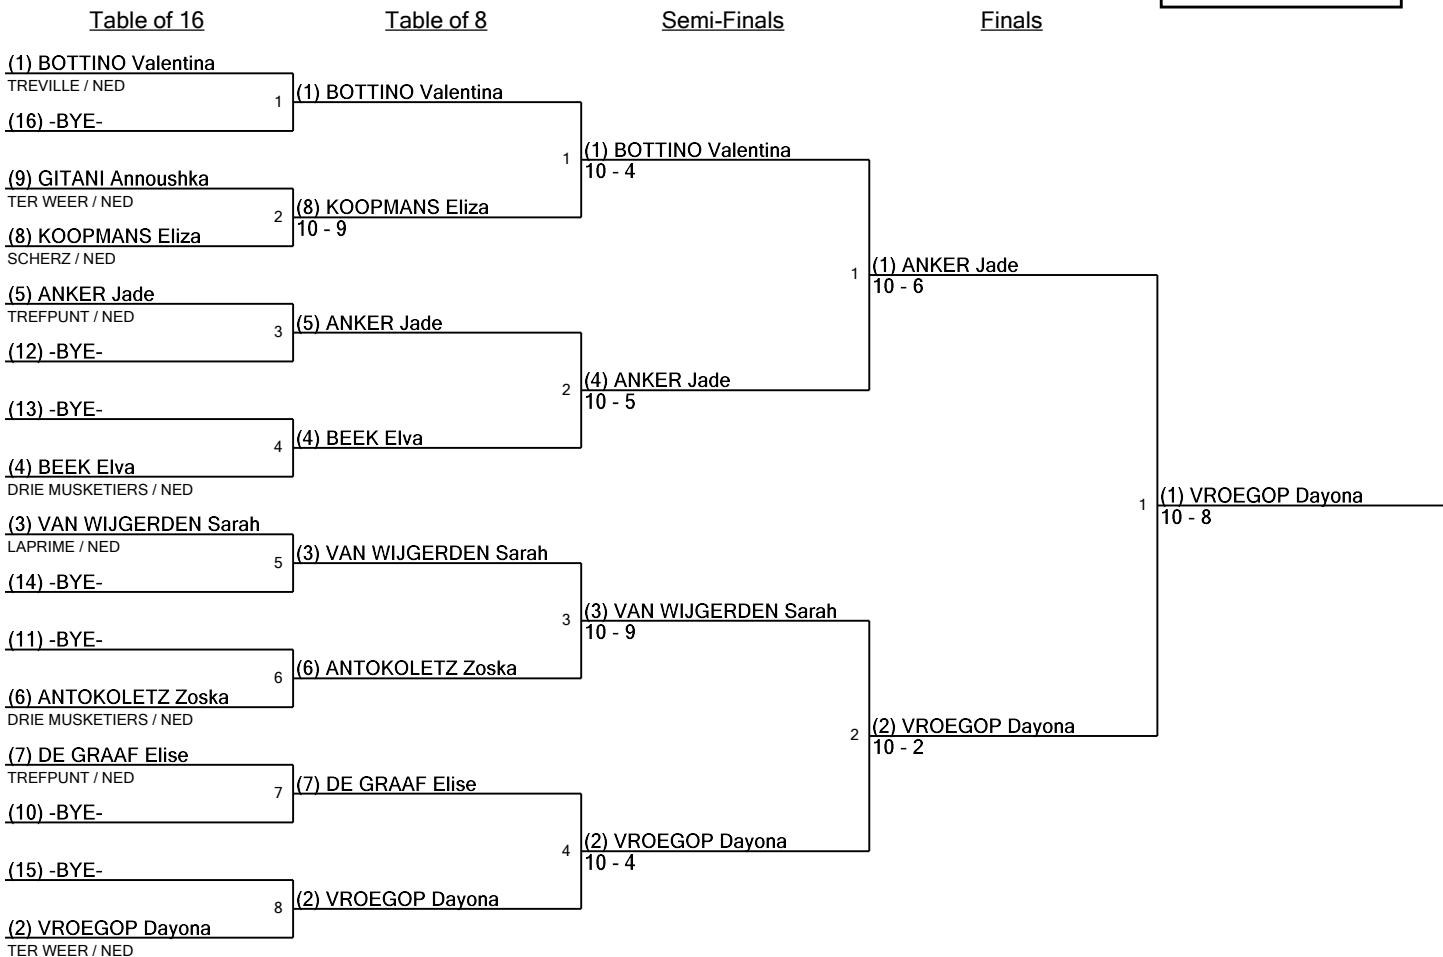 Table of 16
Table of 8
Semi-Finals
Finals
(1) BOTTINO Valentina
TREVILLE / NED
1
(16) -BYE-
(9) GITANI Annoushka
TER WEER / NED
2
(8) KOOPMANS Eliza
SCHERZ / NED
(5) ANKER Jade
TREFPUNT / NED
3
(12) -BYE-
(13) -BYE-
4
(4) BEEK Elva
DRIE MUSKETIERS / NED
(3) VAN WIJGERDEN Sarah
LAPRIME / NED
5
(14) -BYE-
(11) -BYE-
6
(6) ANTOKOLETZ Zoska
DRIE MUSKETIERS / NED
(7) DE GRAAF Elise
TREFPUNT / NED
7
(10) -BYE-
(15) -BYE-
8
(2) VROEGOP Dayona
TER WEER / NED
(1) BOTTINO Valentina
1
(8) KOOPMANS Eliza
10 - 9
(5) ANKER Jade
2
(4) BEEK Elva
(3) VAN WIJGERDEN Sarah
3
(6) ANTOKOLETZ Zoska
(7) DE GRAAF Elise
4
(2) VROEGOP Dayona
(1) BOTTINO Valentina
10 - 4
1
(4) ANKER Jade
10 - 5
(3) VAN WIJGERDEN Sarah
10 - 9
2
(2) VROEGOP Dayona
10 - 4
(1) ANKER Jade
10 - 6
1
(2) VROEGOP Dayona
10 - 2
(1) VROEGOP Dayona
10 - 8